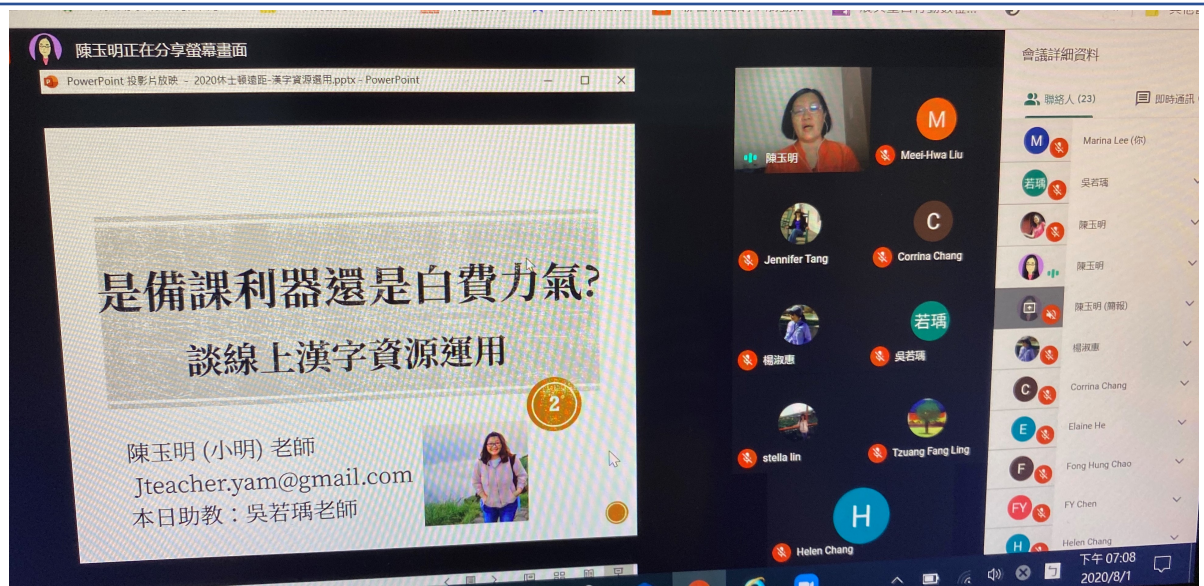 陳玉明正在分享螢幕畫面
PowerPoint 投影片放映 - 2020休士頓遠距-漢字資源運用.pptx - PowerPoint
是備課利器還是白費力氣?
談線上漢字資源運用
2
陳玉明 (小明) 老師
Jteacher.yam@gmail.com
本日助教：吳若瑀老師
陳玉明
M
Meei-Hwa Liu
Jennifer Tang
C
Corrina Chang
楊淑惠
若瑀
吳若瑀
stella lin
Tzuang Fang Ling
H
Helen Chang
會議詳細資料
聯絡人 (23)
即時通訊
M
Marina Lee (你)
若瑀
吳若瑀
陳玉明
陳玉明
陳玉明 (簡報)
楊淑惠
C
Corrina Chang
E
Elaine He
F
Fong Hung Chao
FY
FY Chen
H
Helen Chang
下午 07:08
2020/8/1